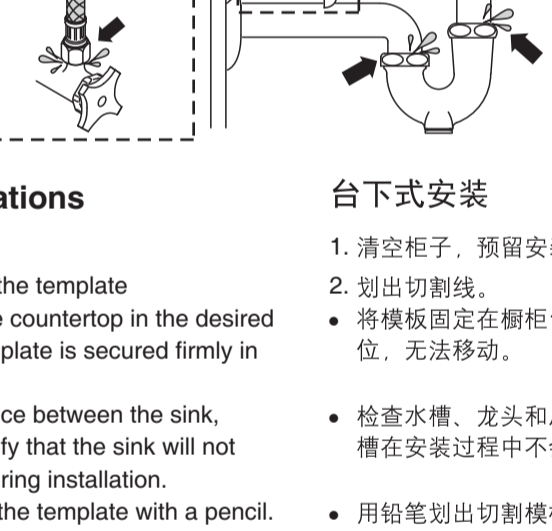 ations
the template
countertop in the desired
plate is secured firmly in
ce between the sink,
fy that the sink will not
ring installation.
the template with a pencil.
台下式安装
1. 清空柜子，预留安
2. 划出切割线。
• 将模板固定在橱柜
位，无法移动。
• 检查水槽、龙头和
槽在安装过程中不
• 用铅笔划出切割模